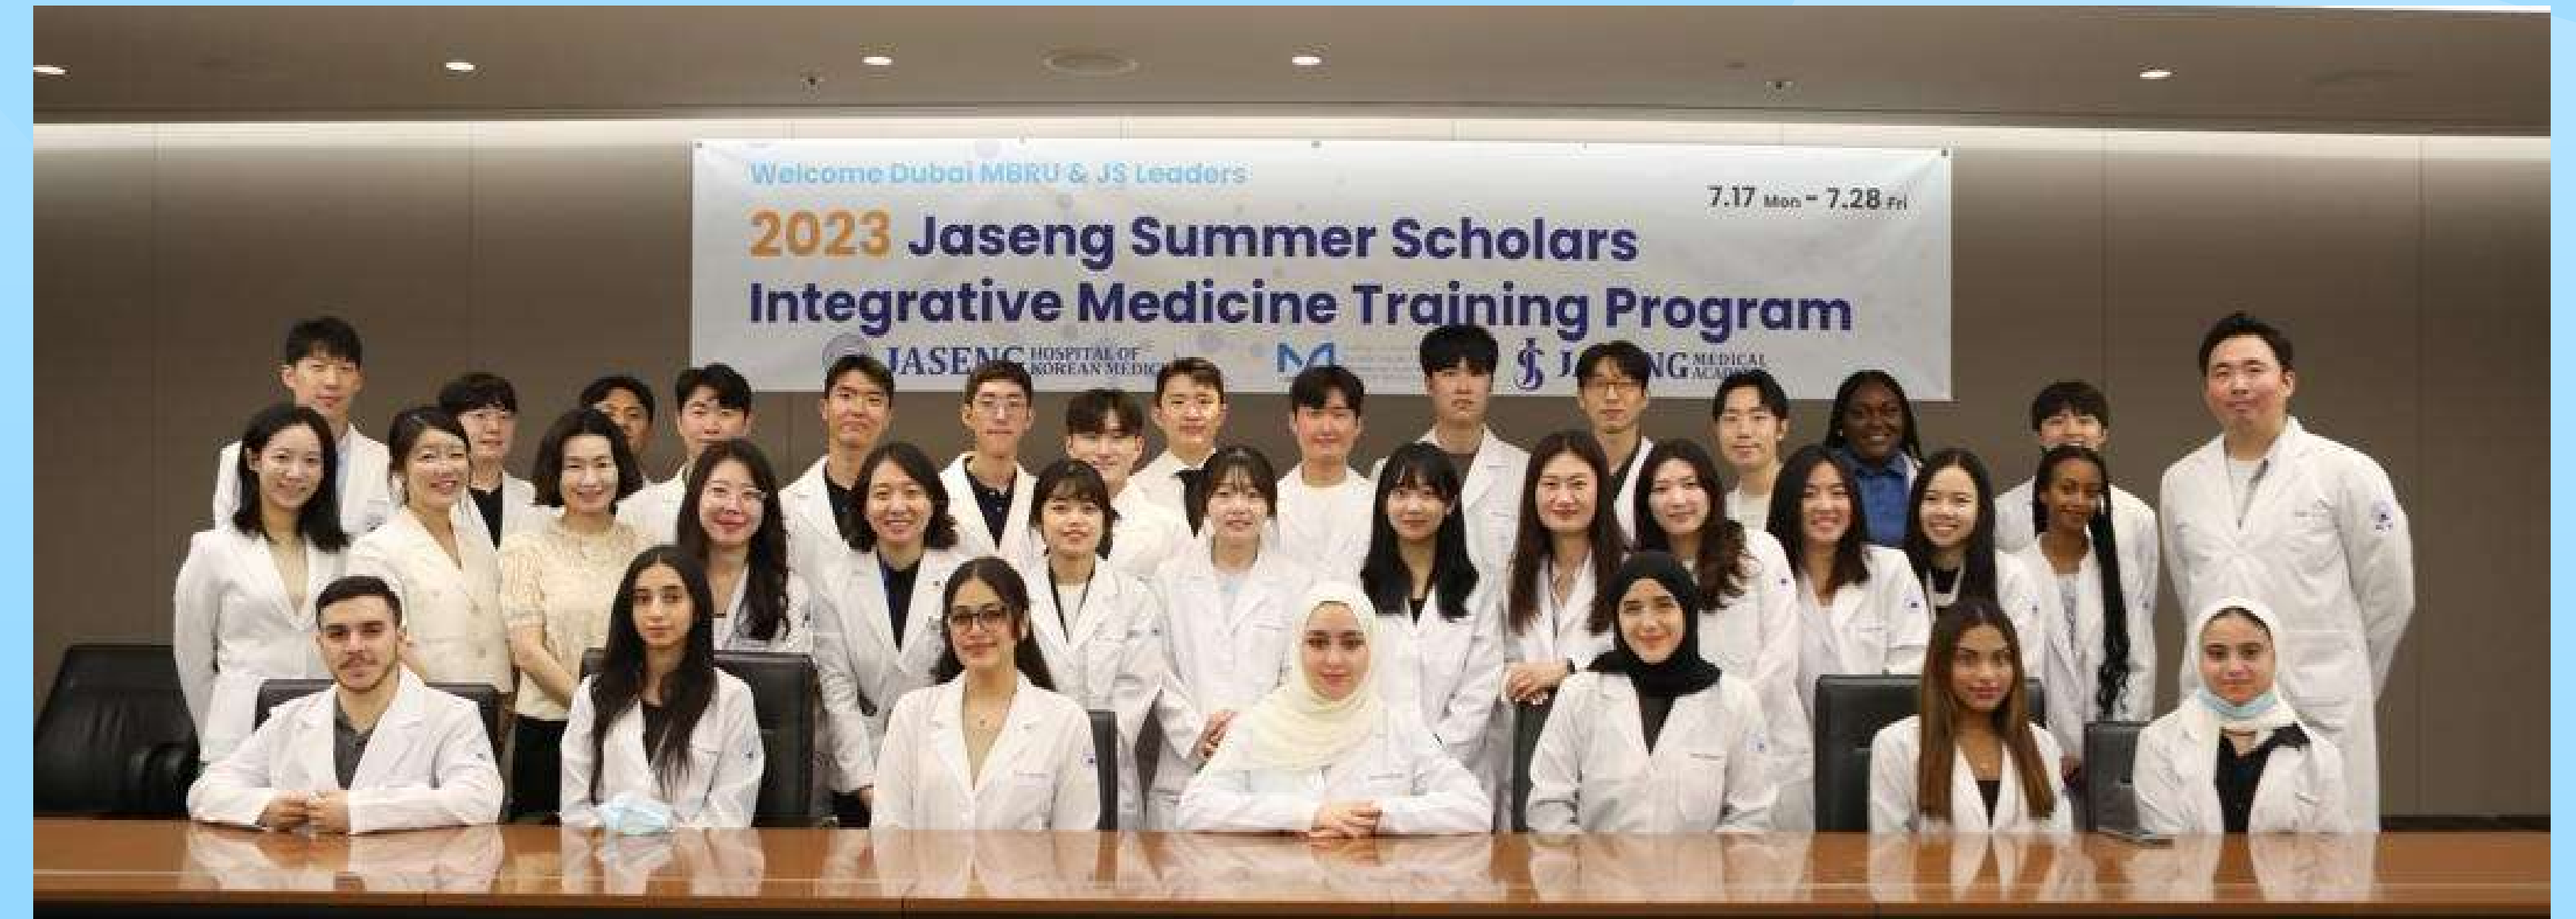 Welcome Dubai MBRU & JS Leaders
7.17 Mon - 7.28 Fri
2023 Jaseng Summer Scholars
Integrative Medicine Training Program
JASENG HOSPITAL OF
KOREAN
MEDICAL